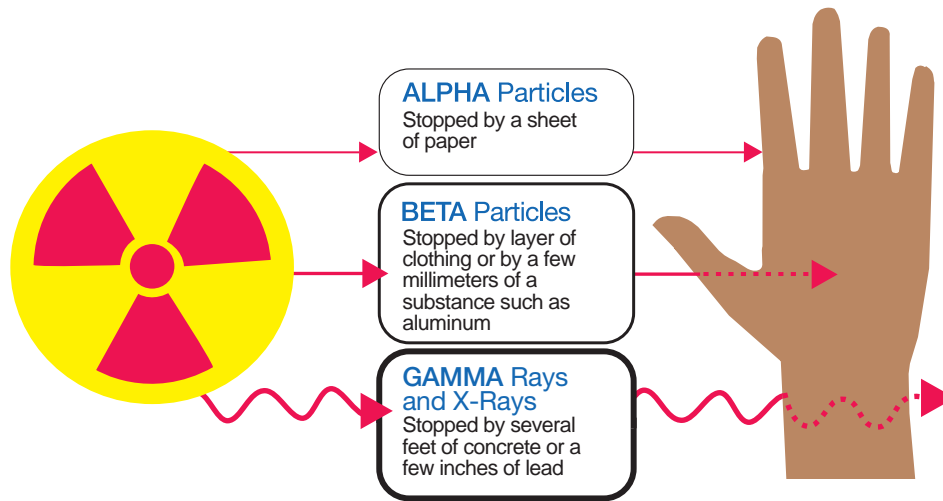 ALPHA Particles
Stopped by a sheet
of paper
BETA Particles
Stopped by layer of
clothing or by a few
millimeters of a
substance such as
aluminum
GAMMA Rays
and X-Rays
Stopped by several
feet of concrete or a
few inches of lead